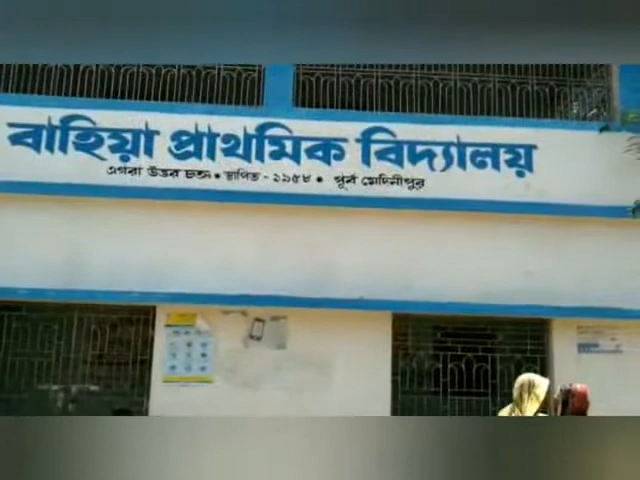 বাহিয়া প্রাথমিক বিদ্যালয়
এগরা উত্তর চক্র • স্থাপিত - ১৯৫৮ • পূর্ব মেদিনীপুর